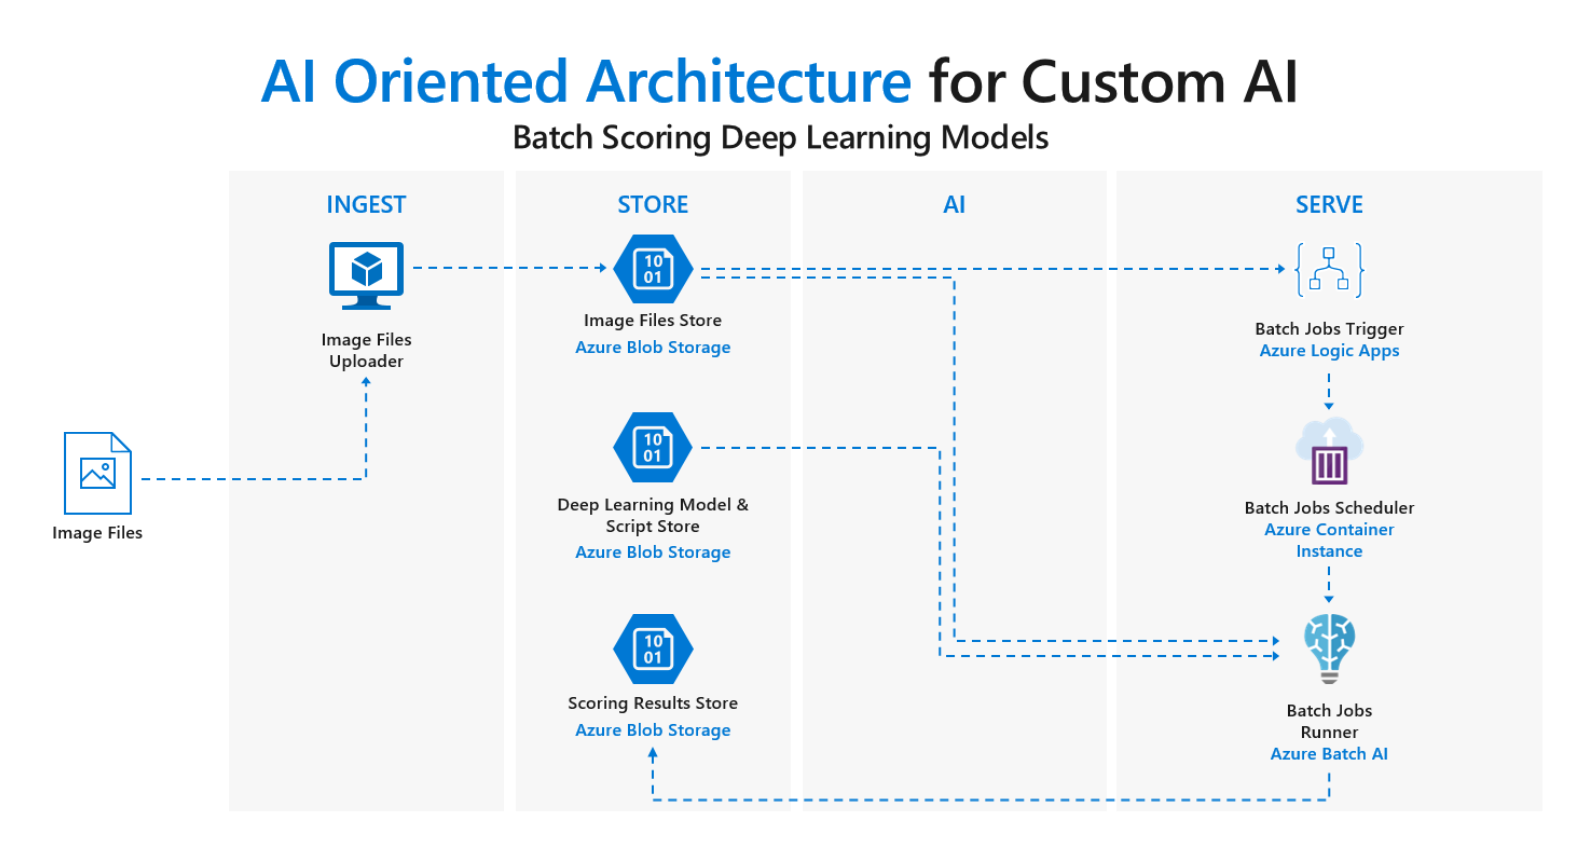 AI Oriented Architecture for Custom AI
Batch Scoring Deep Learning Models
INGEST
STORE
AI
SERVE
Image Files
Image Files
Uploader
10
01
Image Files Store
Azure Blob Storage
10
01
Deep Learning Model &
Script Store
Azure Blob Storage
10
01
Scoring Results Store
Azure Blob Storage
Batch Jobs Trigger
Azure Logic Apps
Batch Jobs Scheduler
Azure Container
Instance
Batch Jobs
Runner
Azure Batch AI